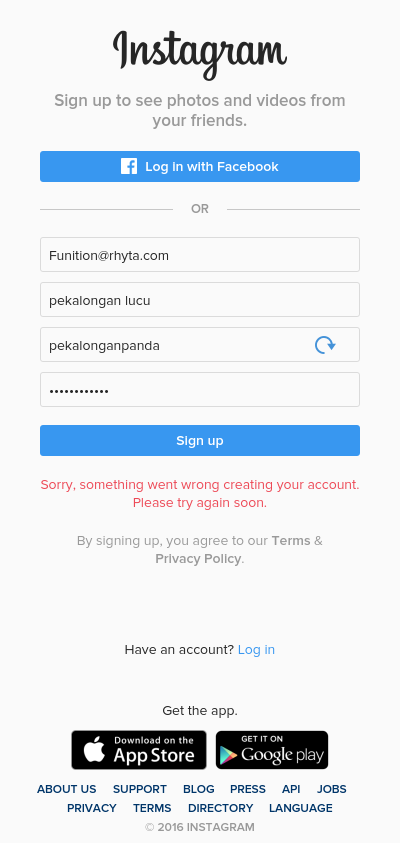 Instagram
Sign up to see photos and videos from
your friends.
Log in with Facebook
OR
Funition@rhyta.com
pekalongan lucu
pekalonganpanda
••••••••••••
Sign up
Sorry, something went wrong creating your account.
Please try again soon.
By signing up, you agree to our Terms &
Privacy Policy.
Have an account? Log in
Get the app.
Download on the
App Store
GET IT ON
Google play
ABOUT US SUPPORT BLOG PRESS API JOBS
PRIVACY TERMS DIRECTORY LANGUAGE
© 2016 INSTAGRAM